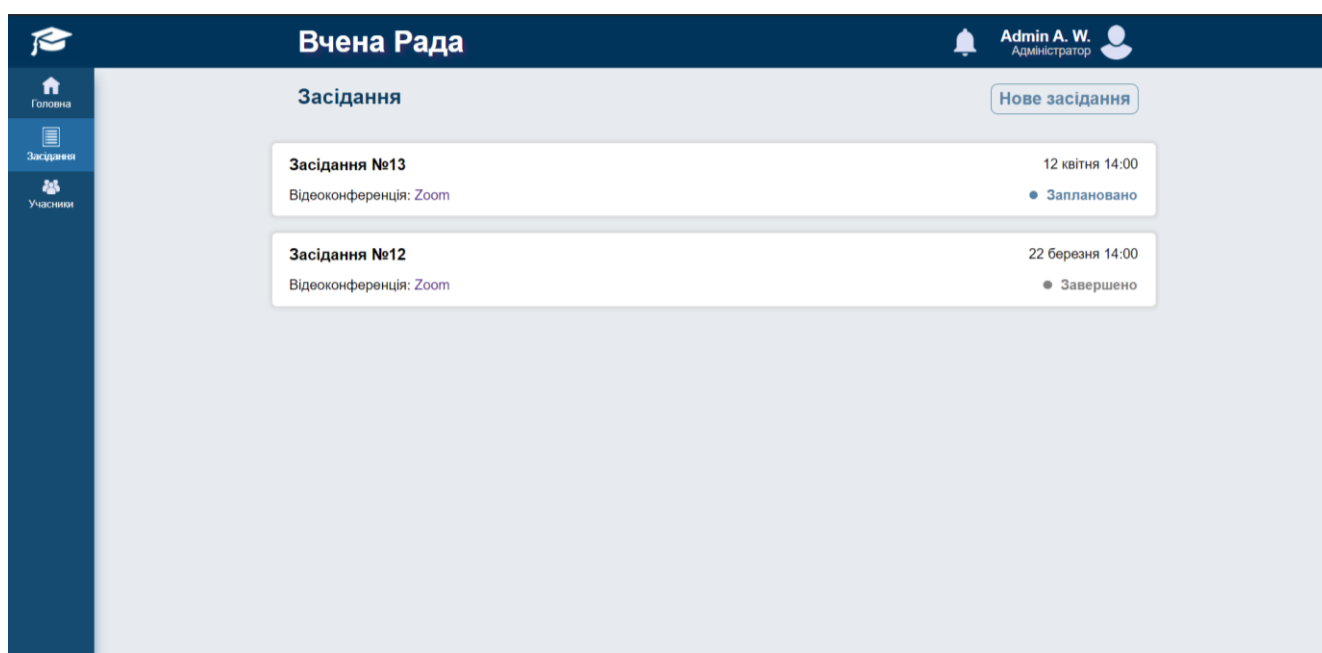 Вчена Рада
Admin A. W.
Адміністратор
Головна
Засідання
Учасники
Засідання
Нове засідання
Засідання №13
12 квітня 14:00
Відеоконференція: Zoom
Заплановано
Засідання №12
22 березня 14:00
Відеоконференція: Zoom
Завершено